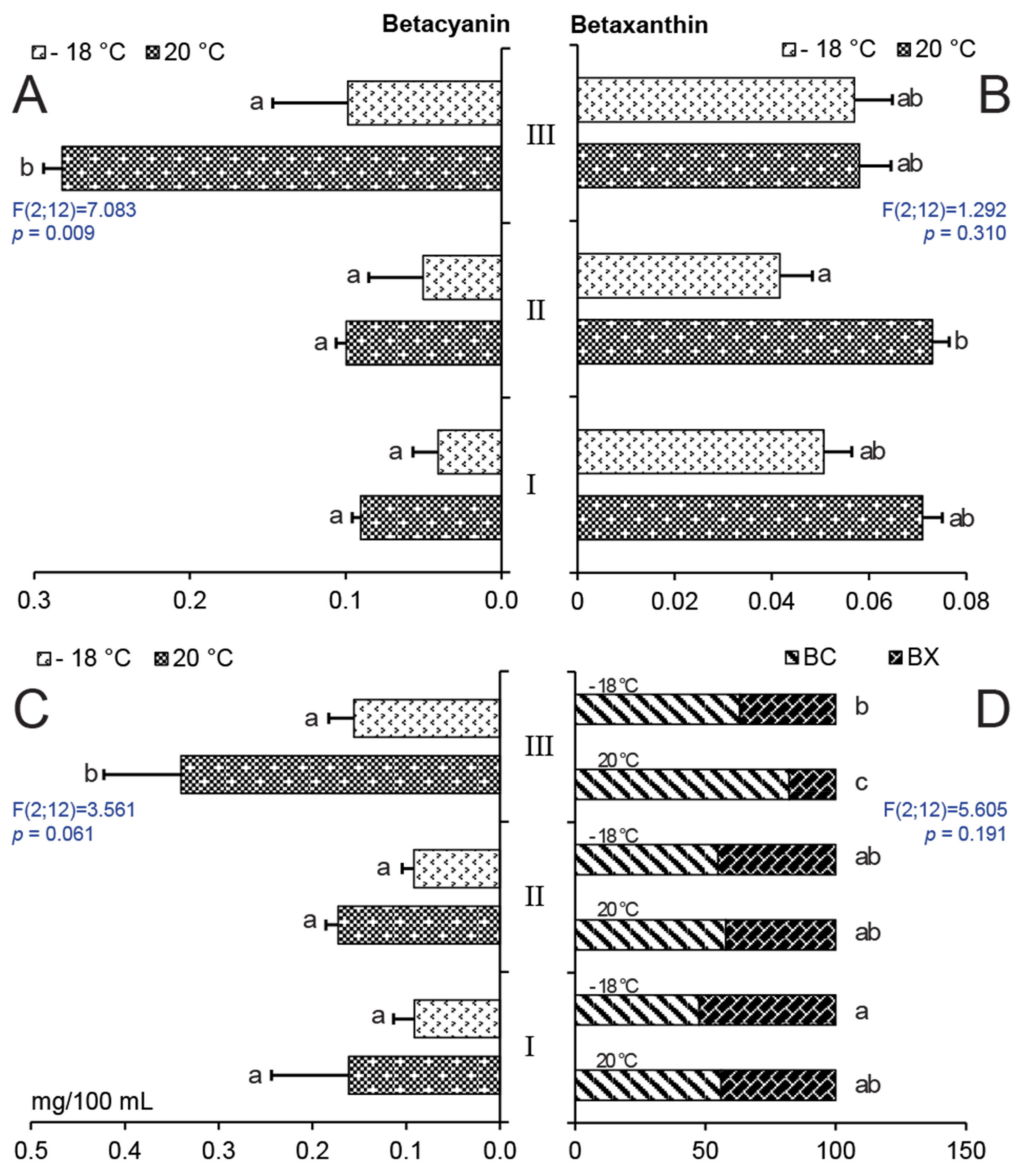 Betacyanin
Betaxanthin
- 18 °C 20 °C
- 18 °C 20 °C
A
B
a
ab
III
b
ab
F(2;12)=7.083
p = 0.009
F(2;12)=1.292
p = 0.310
a
a
II
a
b
a
ab
I
a
ab
0.3 0.2 0.1 0.0
0 0.02 0.04 0.06 0.08
- 18 °C 20 °C
BC BX
C
D
a
-18°C
b
III
b
20°C
c
F(2;12)=3.561
p = 0.061
F(2;12)=5.605
p = 0.191
a
-18°C
ab
II
a
20°C
ab
a
-18°C
a
I
a
20°C
ab
mg/100 mL
0.5 0.4 0.3 0.2 0.1 0.0
0 50 100 150